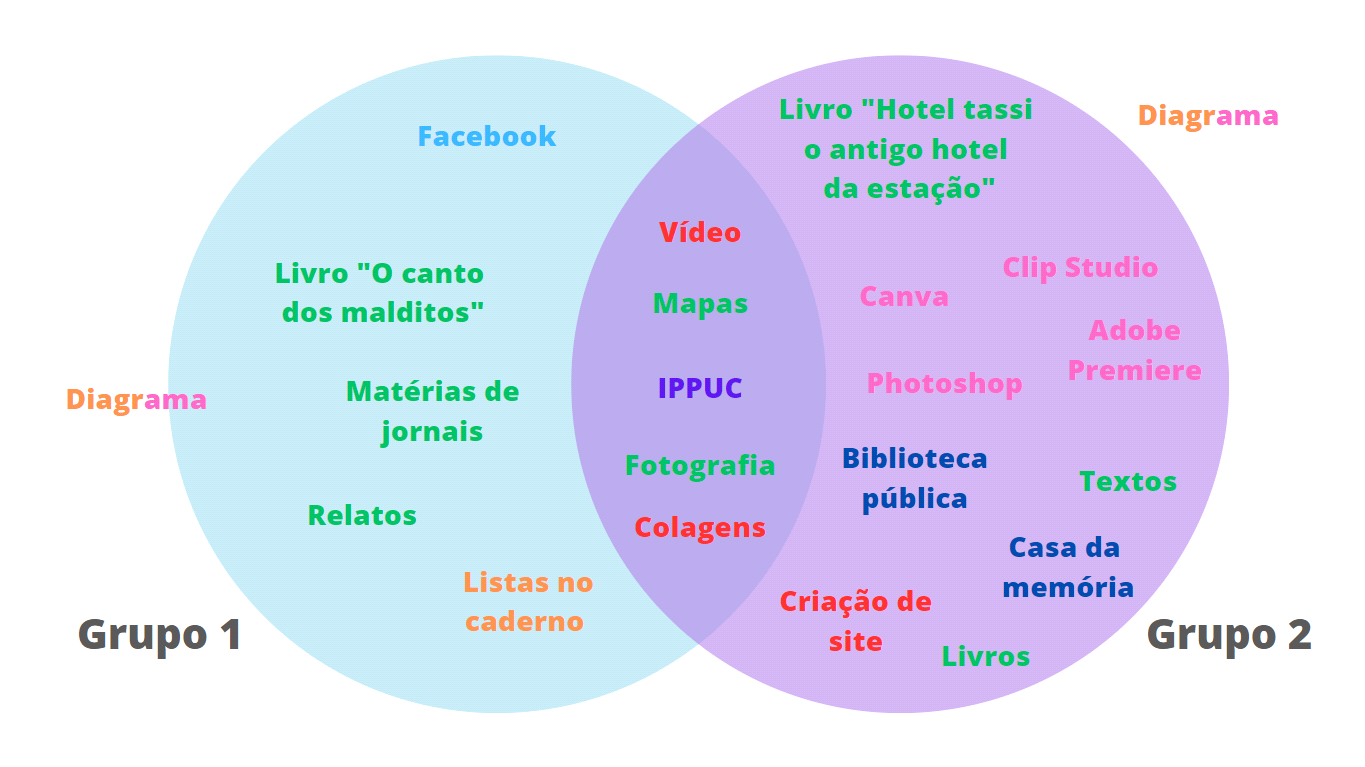 Facebook
Livro "O canto
dos malditos"
Diagrama
Matérias de
jornais
Relatos
Listas no
caderno
Grupo 1
Vídeo
Mapas
IPPUC
Fotografia
Colagens
Livro "Hotel tassi
o antigo hotel
da estação"
Diagrama
Clip Studio
Canva
Adobe
Premiere
Photoshop
Biblioteca
pública
Textos
Casa da
memória
Criação de
site
Livros
Grupo 2